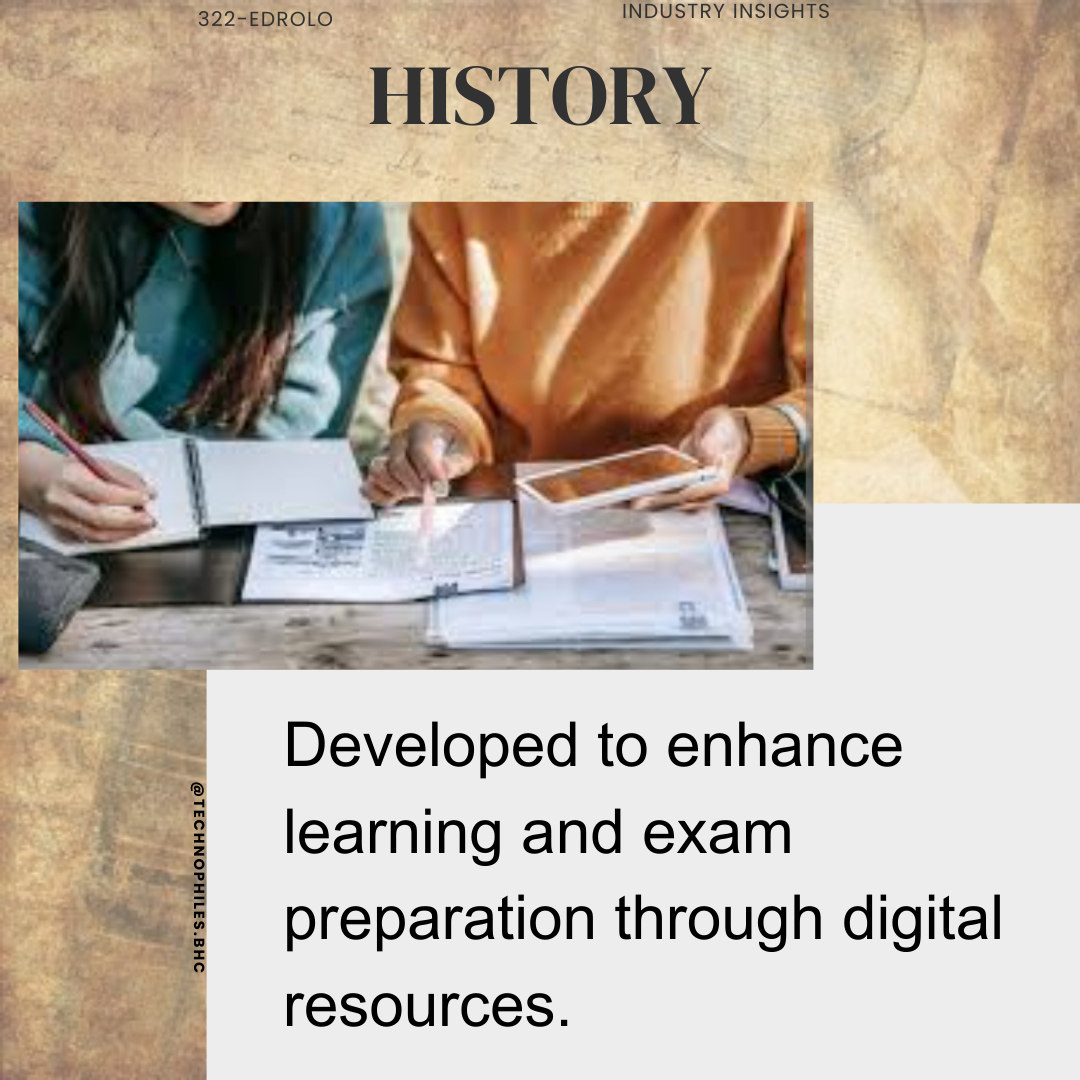 322-EDROLO
INDUSTRY INSIGHTS
HISTORY
Developed to enhance
learning and exam
preparation through digital
resources.
@TECHNOPHILES.BHC